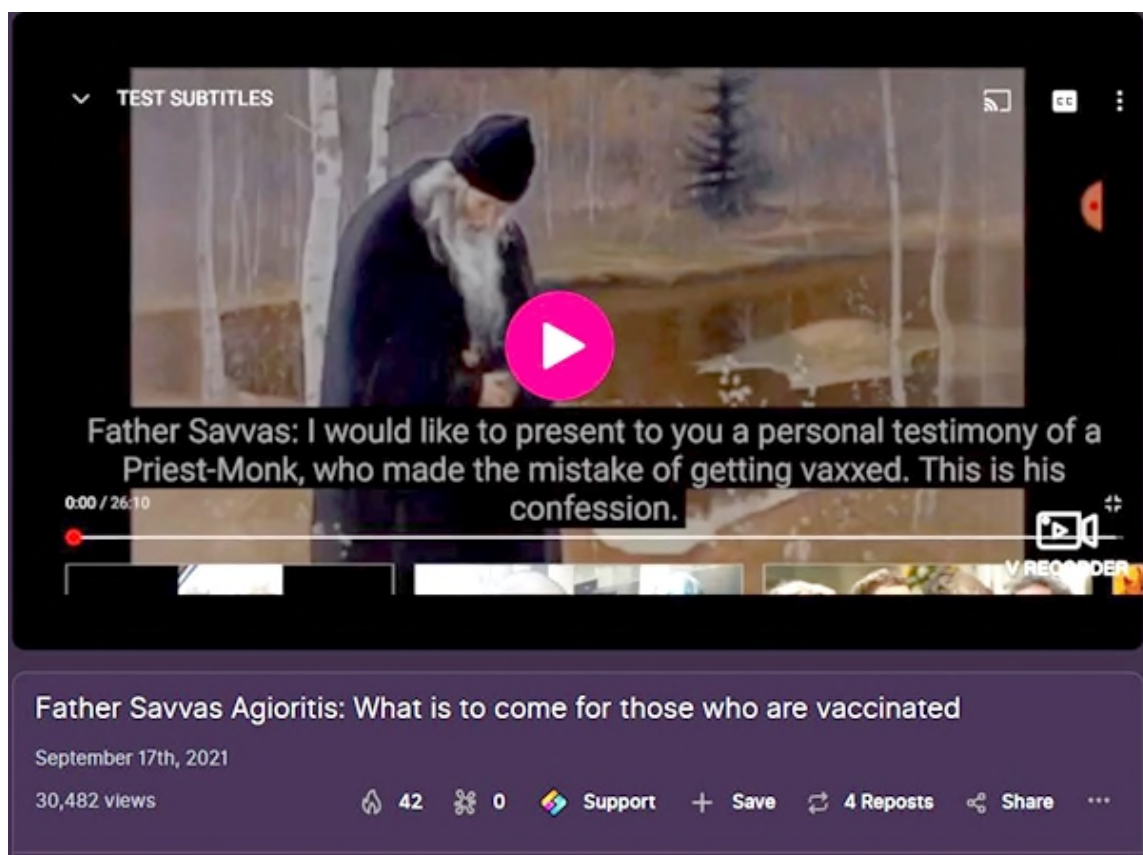 TEST SUBTITLES
CC
Father Savvas: I would like to present to you a personal testimony of a
Priest-Monk, who made the mistake of getting vaxxed. This is his
confession.
0:00 / 26:10
V RECORDER
Father Savvas Agioritis: What is to come for those who are vaccinated
September 17th, 2021
30,482 views 42 0 Support Save 4 Reposts Share